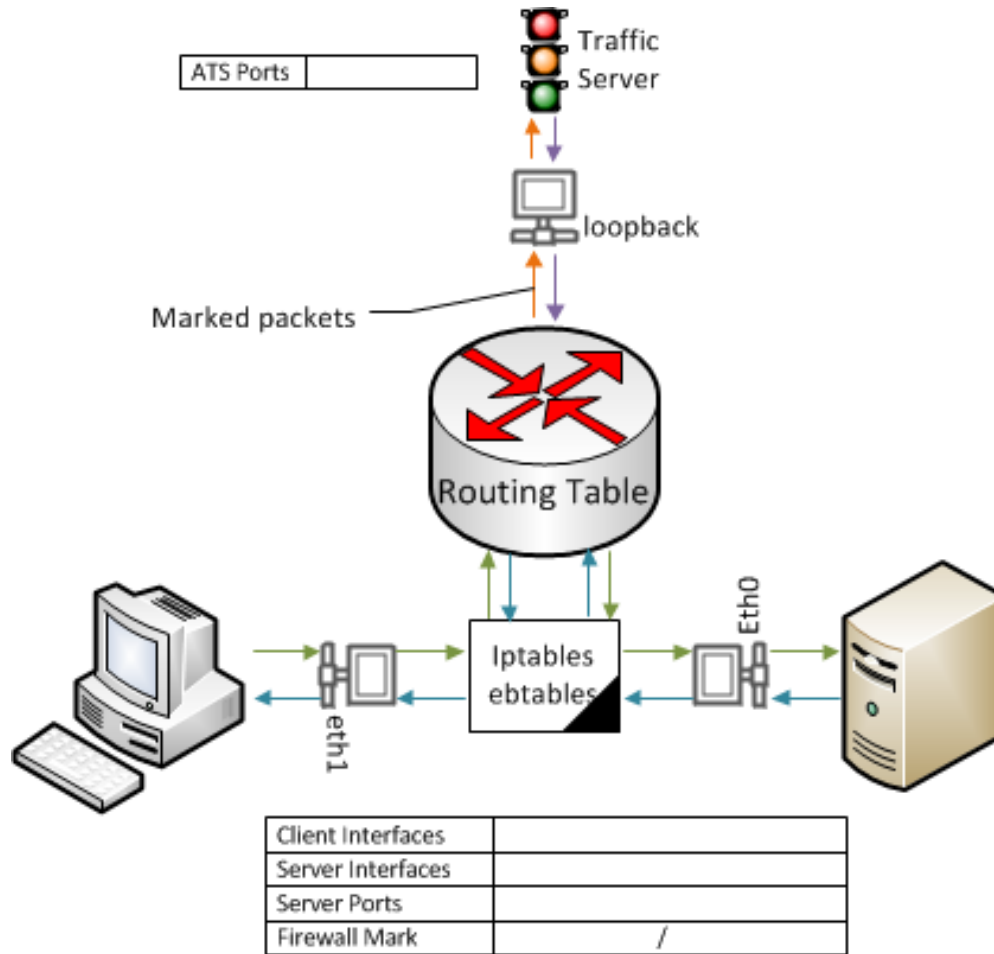 Traffic
Server
ATS Ports
loopback
Marked packets
Routing Table
Iptables
ebtables
Eth0
eth1
Client Interfaces
Server Interfaces
Server Ports
Firewall Mark /